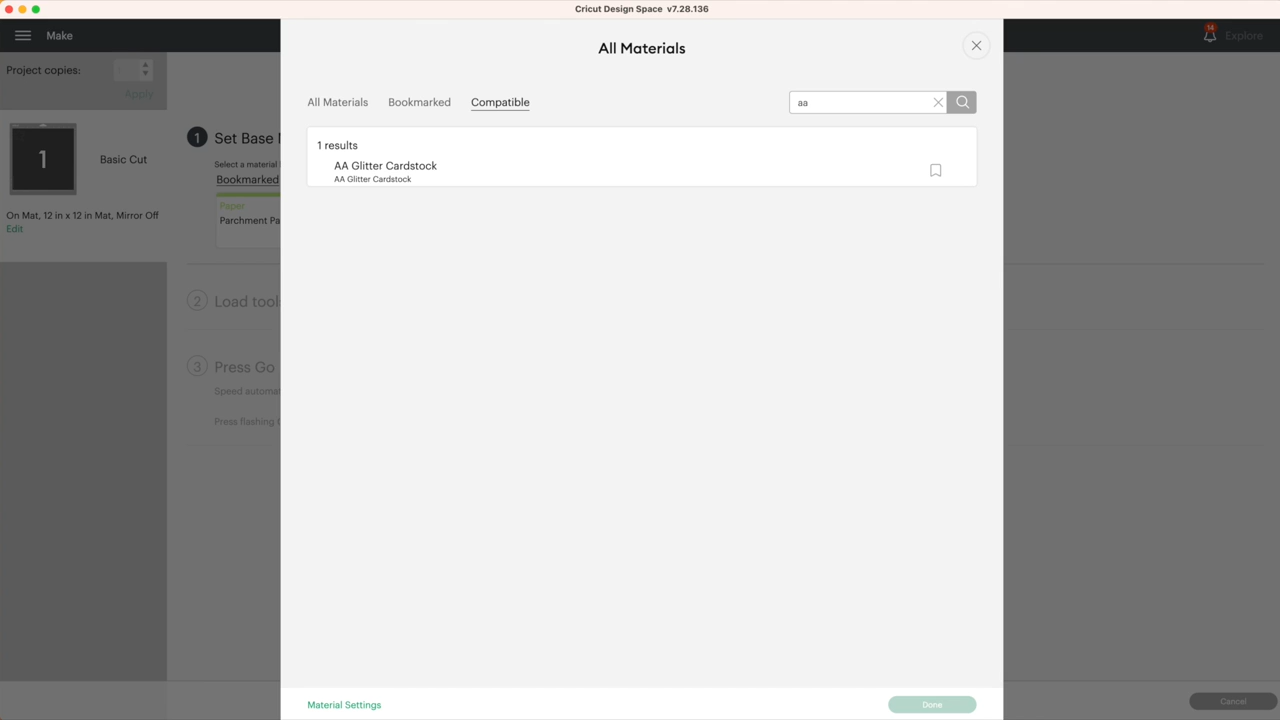 Cricut Design Space v7.28.136
Make
14
Explore
All Materials
Project copies:
Apply
All Materials
Bookmarked
Compatible
aa
1
Basic Cut
1
Set Base
Select a material
Bookmarked
1 results
AA Glitter Cardstock
AA Glitter Cardstock
On Mat, 12 in x 12 in Mat, Mirror Off
Edit
Paper
Parchment Pa
2
Load tool
3
Press Go
Speed automa
Press flashing
Material Settings
Done
Cancel